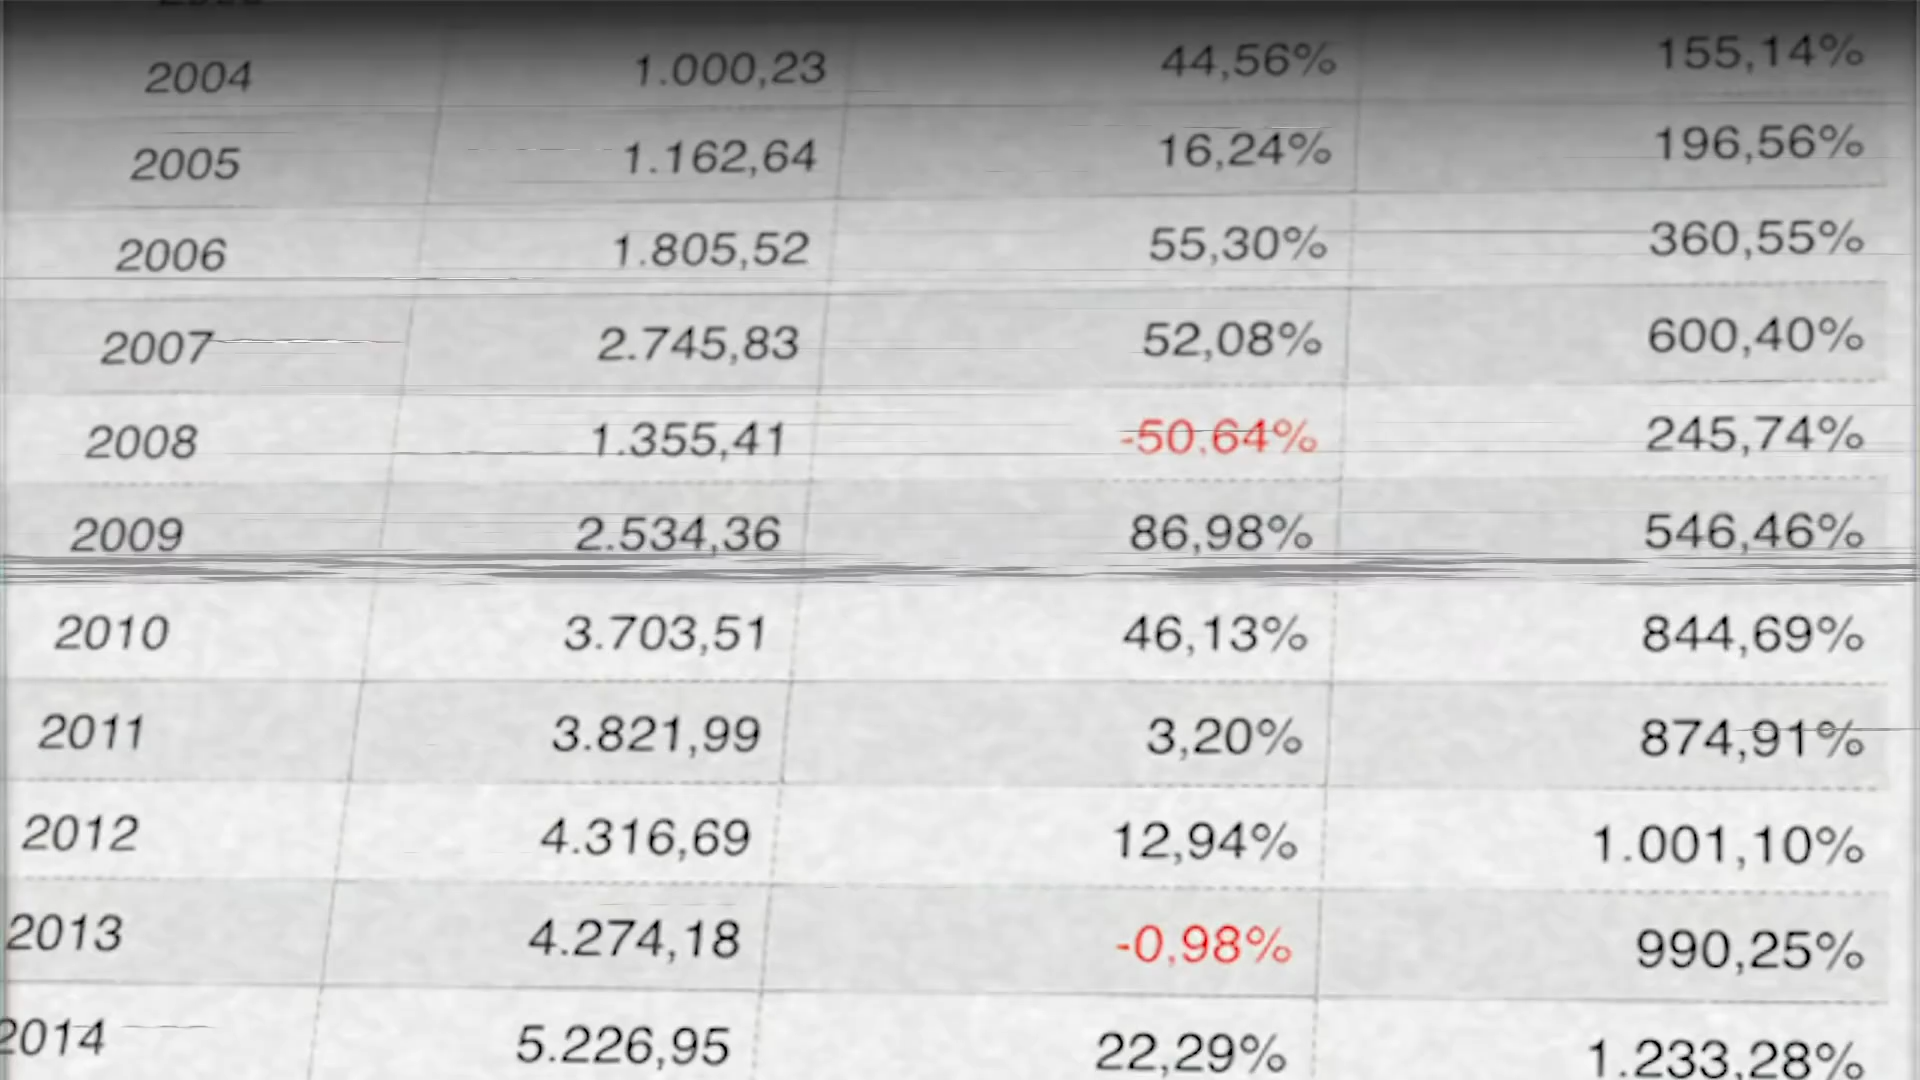 2004 1.000,23 44,56% 155,14%
2005 1.162,64 16,24% 196,56%
2006 1.805,52 55,30% 360,55%
2007 2.745,83 52,08% 600,40%
2008 1.355,41 -50,64% 245,74%
2009 2.534,36 86,98% 546,46%
2010 3.703,51 46,13% 844,69%
2011 3.821,99 3,20% 874,91%
2012 4.316,69 12,94% 1.001,10%
2013 4.274,18 -0,98% 990,25%
2014 5.226,95 22,29% 1.233,28%